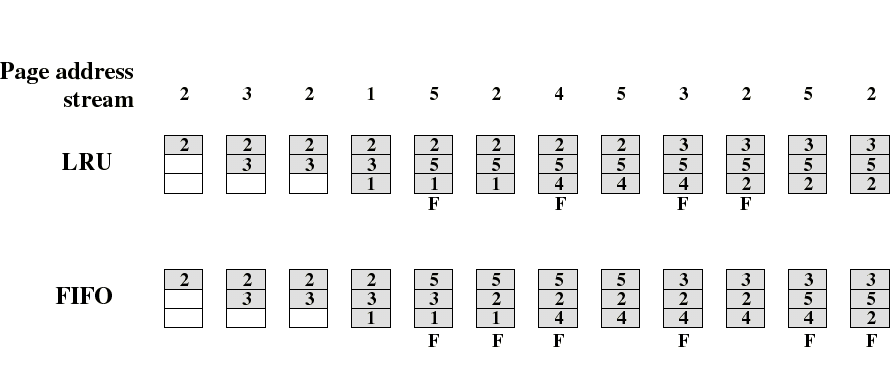 Page address
stream 2 3 2 1 5 2 4 5 3 2 5 2
2 2 2 2 2 2 2 2 3 3 3 3
LRU 3 3 3 5 5 5 5 5 5 5 5
1 1 1 4 4 4 2 2 2
F F F F
2 2 2 2 5 5 5 5 3 3 3 3
FIFO 3 3 3 3 2 2 2 2 2 5 5
1 1 1 4 4 4 4 4 2
F F F F F F